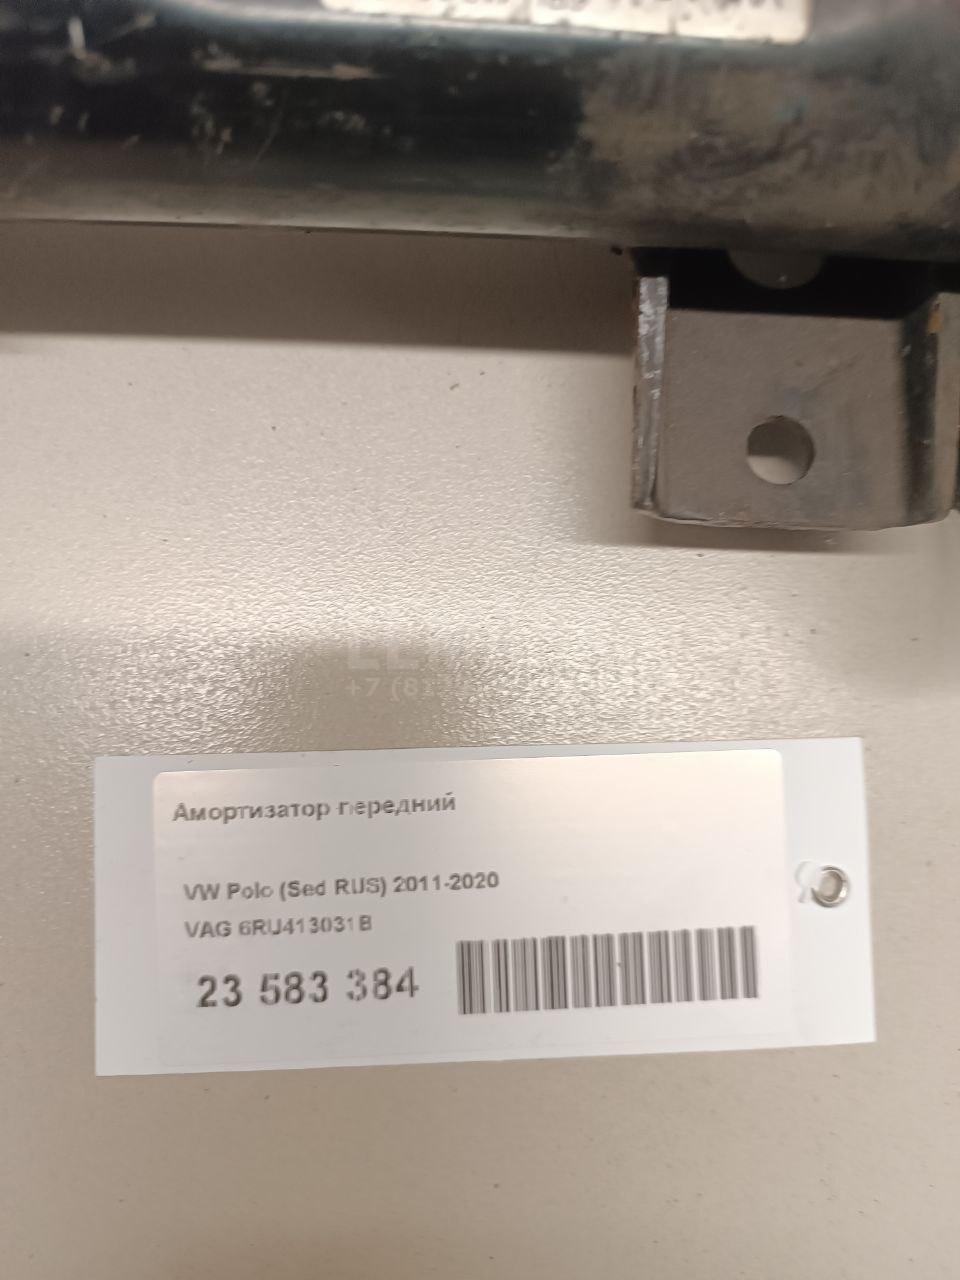 Амортизатор передний
VW Polo (Sed RUS) 2011-2020
VAG 6RU413031B
23 583 384